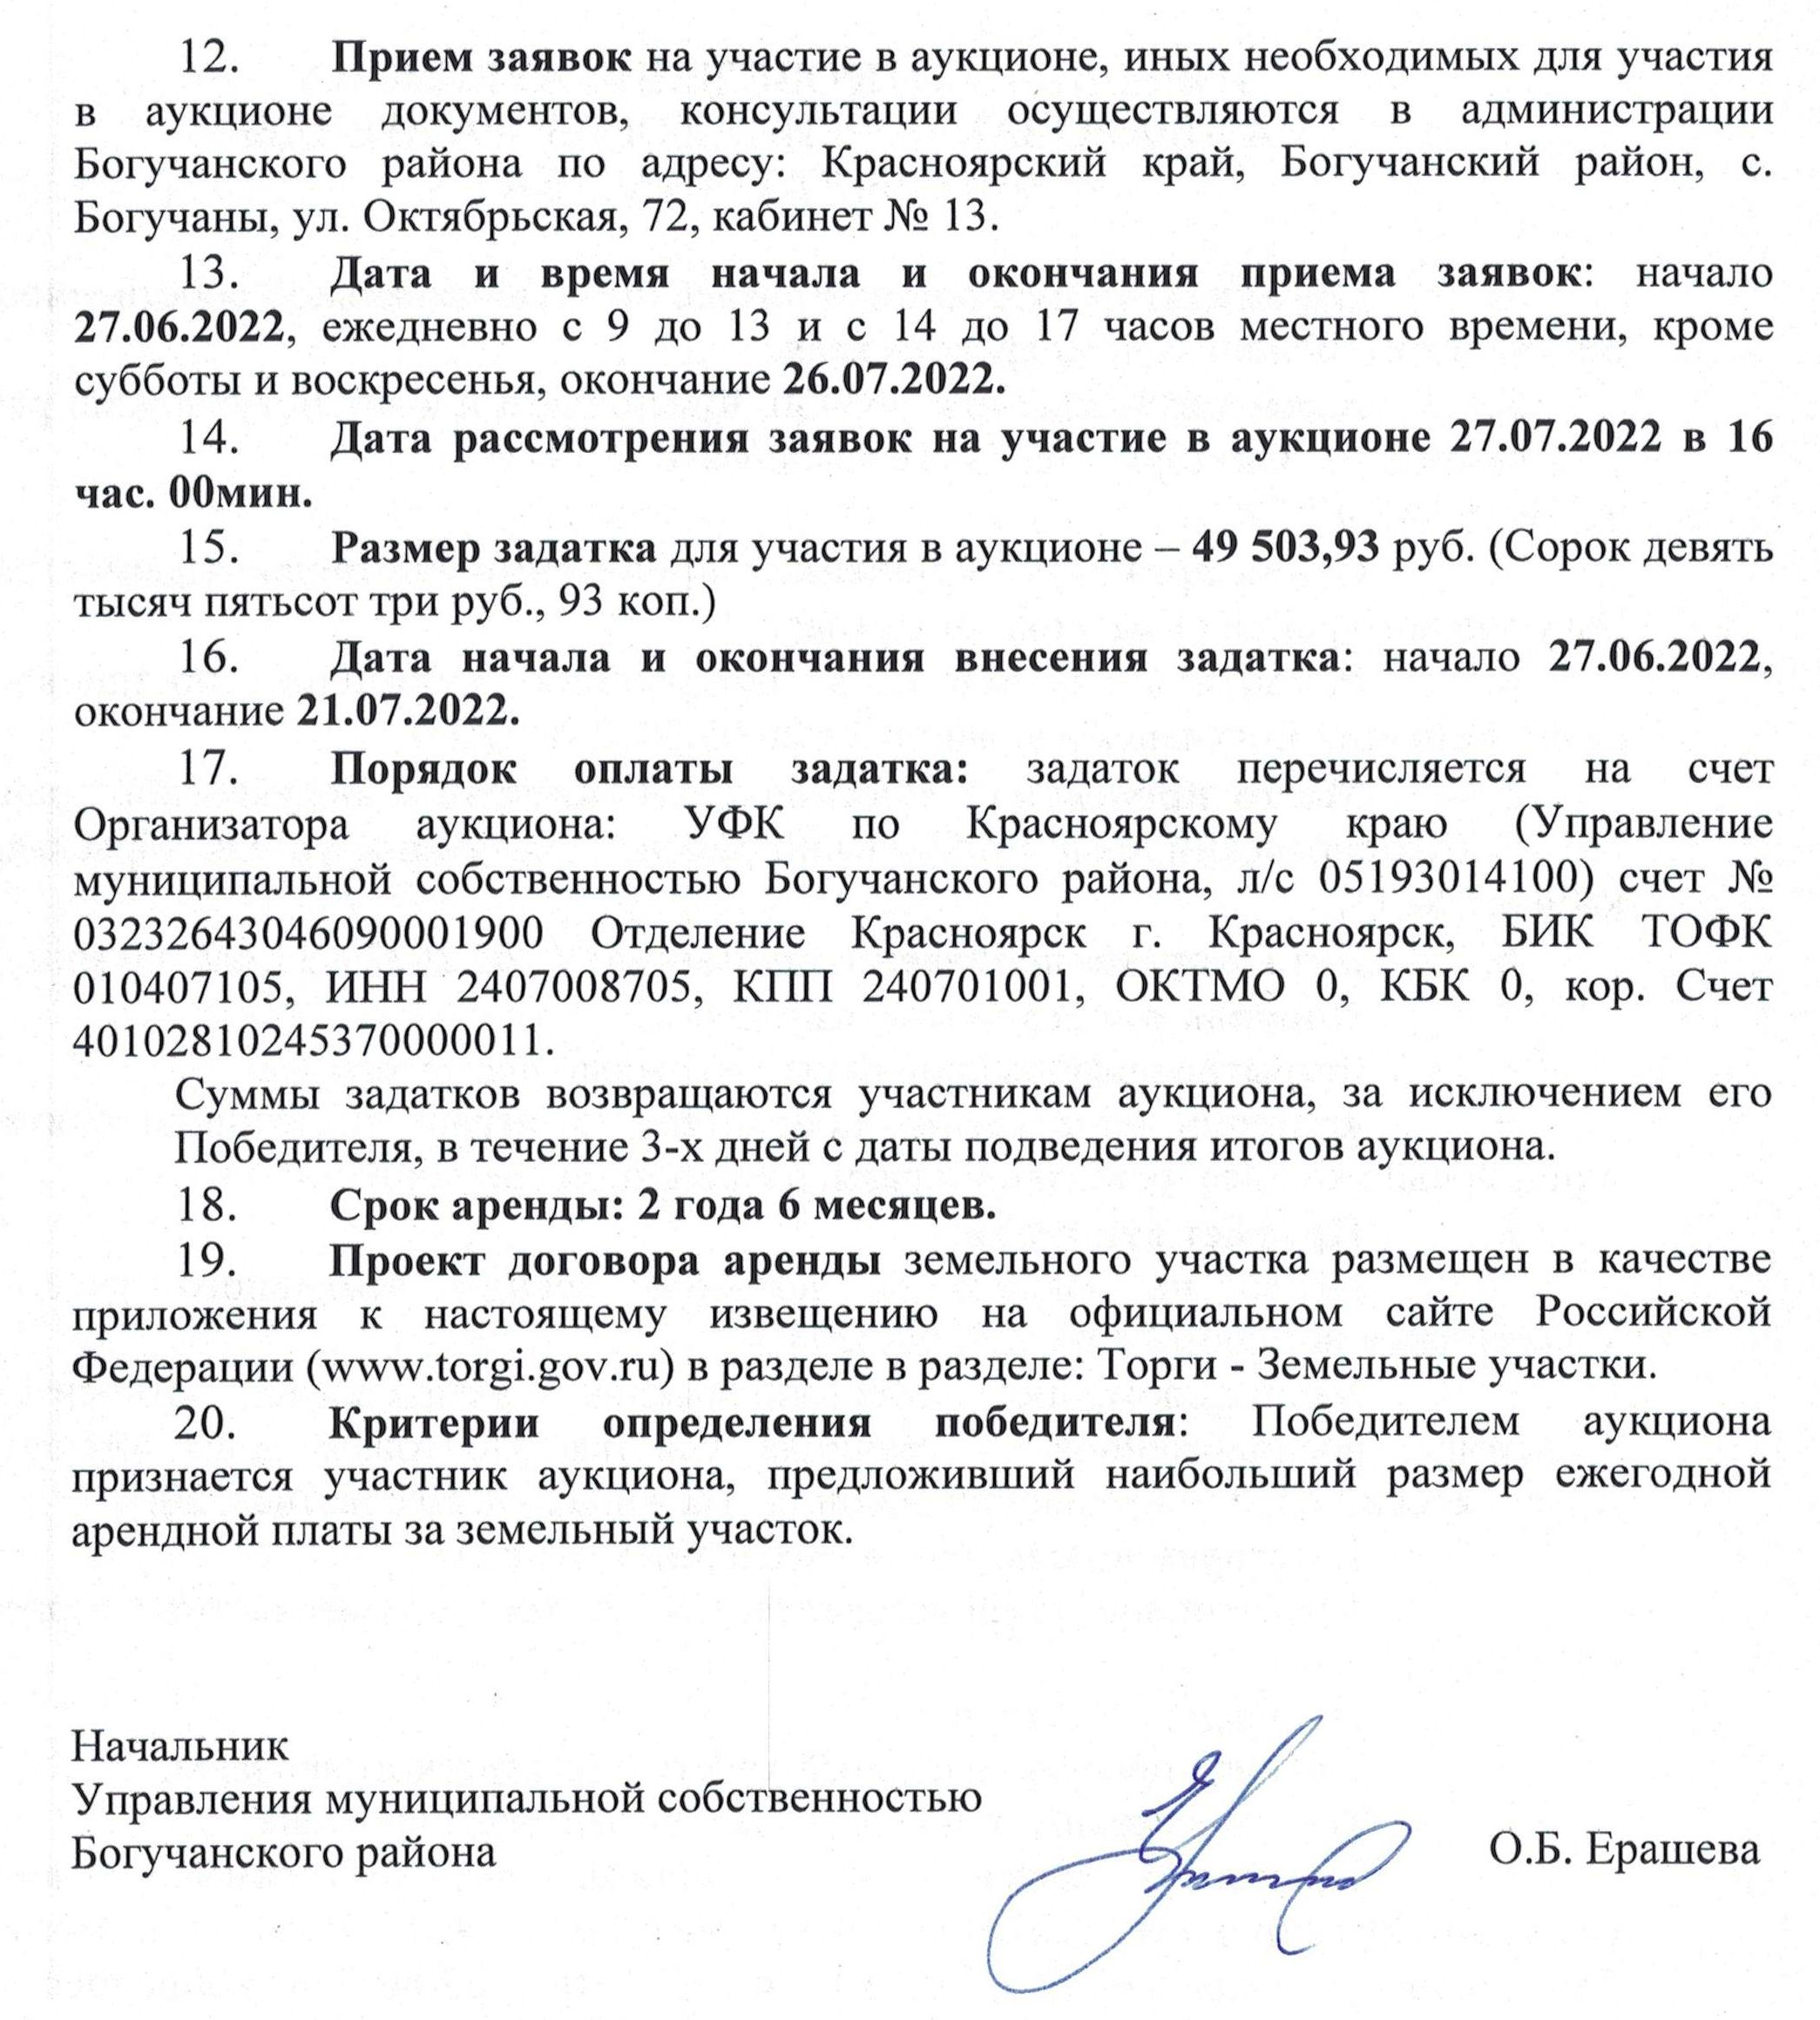 12. Прием заявок на участие в аукционе, иных необходимых для участия
в аукционе документов, консультации осуществляются в администрации
Богучанского района по адресу: Красноярский край, Богучанский район, с.
Богучаны, ул. Октябрьская, 72, кабинет № 13.
13. Дата и время начала и окончания приема заявок: начало
27.06.2022, ежедневно с 9 до 13 и с 14 до 17 часов местного времени, кроме
субботы и воскресенья, окончание 26.07.2022.
14. Дата рассмотрения заявок на участие в аукционе 27.07.2022 в 16
час. 00мин.
15. Размер задатка для участия в аукционе – 49 503,93 руб. (Сорок девять
тысяч пятьсот три руб., 93 коп.)
16. Дата начала и окончания внесения задатка: начало 27.06.2022,
окончание 21.07.2022.
17. Порядок оплаты задатка: задаток перечисляется на счет
Организатора аукциона: УФК по Красноярскому краю (Управление
муниципальной собственностью Богучанского района, л/с 05193014100) счет №
03232643046090001900 Отделение Красноярск г. Красноярск, БИК ТОФК
010407105, ИНН 2407008705, КПП 240701001, ОКТМО 0, КБК 0, кор. Счет
40102810245370000011.
Суммы задатков возвращаются участникам аукциона, за исключением его
Победителя, в течение 3-х дней с даты подведения итогов аукциона.
18. Срок аренды: 2 года 6 месяцев.
19. Проект договора аренды земельного участка размещен в качестве
приложения к настоящему извещению на официальном сайте Российской
Федерации (www.torgi.gov.ru) в разделе в разделе: Торги - Земельные участки.
20. Критерии определения победителя: Победителем аукциона
признается участник аукциона, предложивший наибольший размер ежегодной
арендной платы за земельный участок.
Начальник
Управления муниципальной собственностью
Богучанского района О.Б. Ерашева